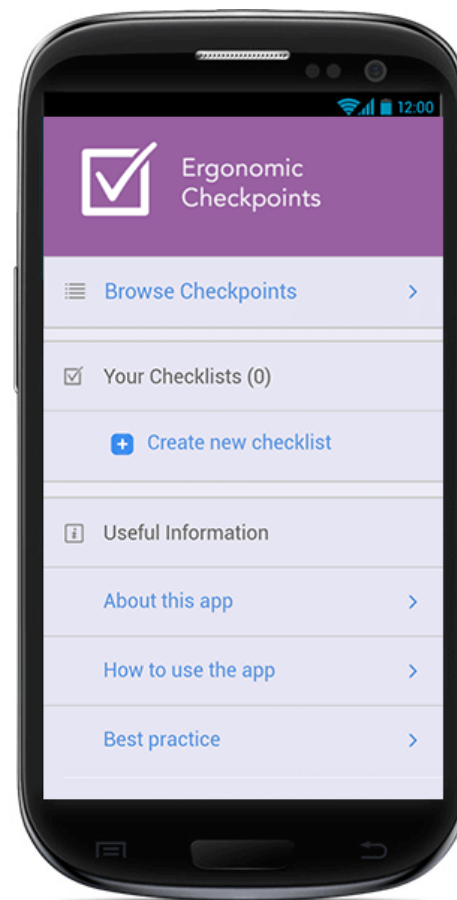 12:00
Ergonomic
Checkpoints
Browse Checkpoints
Your Checklists (0)
Create new checklist
Useful Information
About this app
How to use the app
Best practice